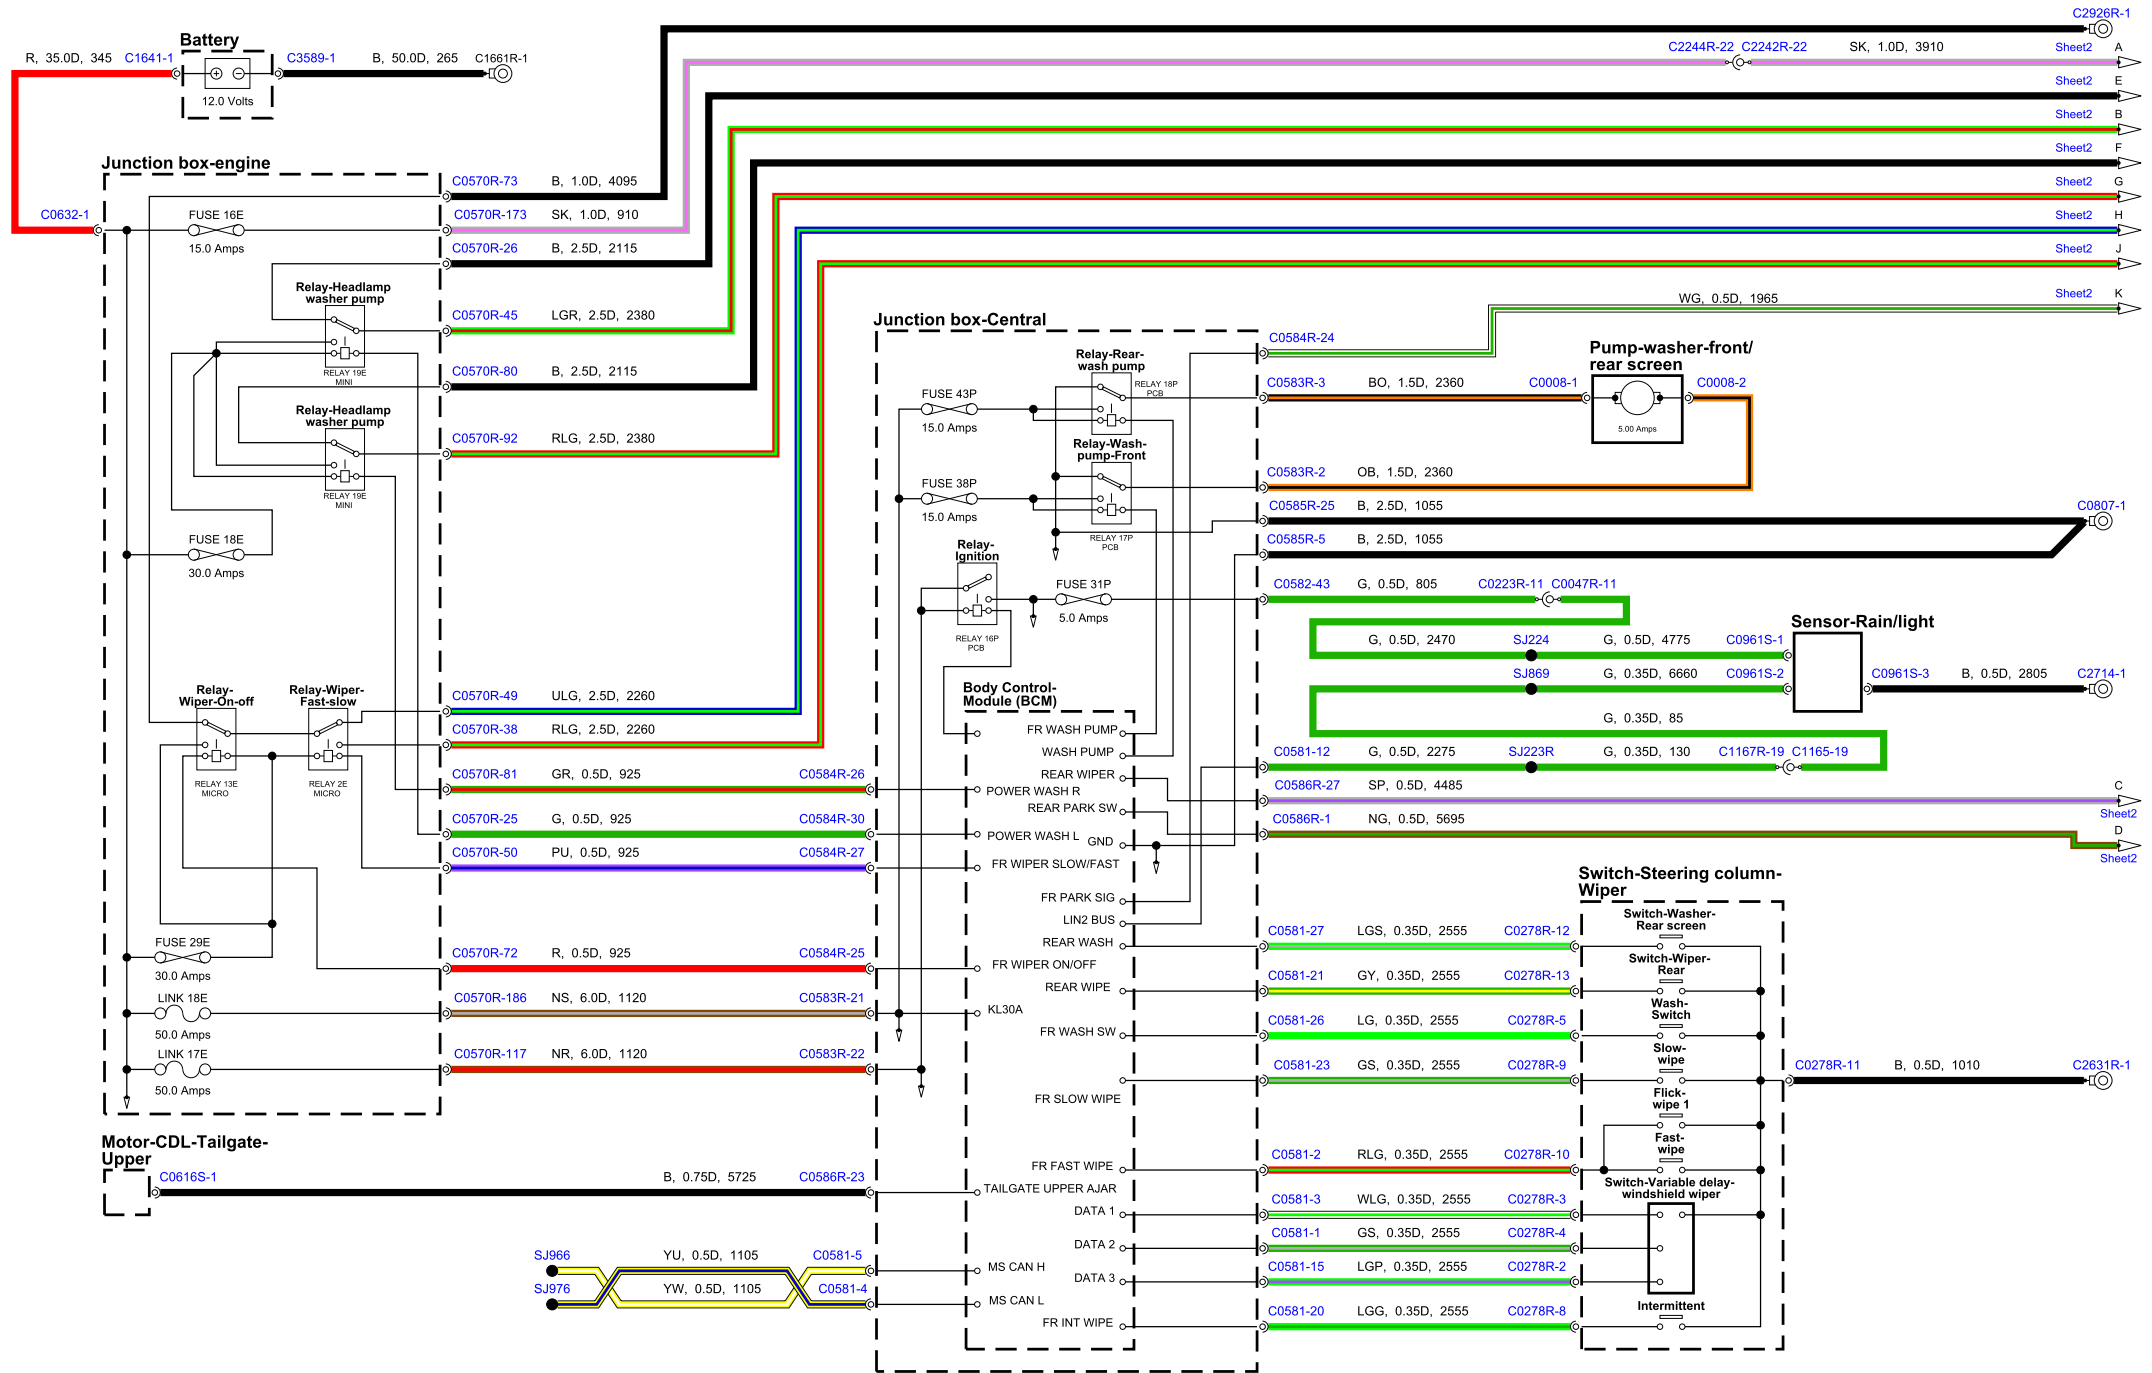 Battery
R, 35.0D, 345 C1641-1
C3589-1 B, 50.0D, 265 C1661R-1
12.0 Volts
C2926R-1
C2244R-22 C2242R-22 SK, 1.0D, 3910 Sheet2 A
Sheet2 E
Sheet2 B
Sheet2 F
Sheet2 G
Sheet2 H
Sheet2 J
WG, 0.5D, 1965 Sheet2 K
Junction box-engine
C0632-1
FUSE 16E
15.0 Amps
C0570R-73 B, 1.0D, 4095
C0570R-173 SK, 1.0D, 910
C0570R-26 B, 2.5D, 2115
Relay-Headlamp
washer pump
RELAY 19E
MINI
C0570R-45 LGR, 2.5D, 2380
C0570R-80 B, 2.5D, 2115
Relay-Headlamp
washer pump
RELAY 19E
MINI
C0570R-92 RLG, 2.5D, 2380
FUSE 18E
30.0 Amps
Relay-
Wiper-On-off
RELAY 13E
MICRO
Relay-Wiper-
Fast-slow
RELAY 2E
MICRO
C0570R-49 ULG, 2.5D, 2260
C0570R-38 RLG, 2.5D, 2260
C0570R-81 GR, 0.5D, 925 C0584R-26
C0570R-25 G, 0.5D, 925 C0584R-30
C0570R-50 PU, 0.5D, 925 C0584R-27
FUSE 29E
30.0 Amps
C0570R-72 R, 0.5D, 925 C0584R-25
LINK 18E
50.0 Amps
C0570R-186 NS, 6.0D, 1120 C0583R-21
LINK 17E
50.0 Amps
C0570R-117 NR, 6.0D, 1120 C0583R-22
Motor-CDL-Tailgate-
Upper
C0616S-1 B, 0.75D, 5725 C0586R-23
SJ966 YU, 0.5D, 1105 C0581-5
SJ976 YW, 0.5D, 1105 C0581-4
Junction box-Central
Relay-Rear-
wash pump
RELAY 18P
PCB
FUSE 43P
15.0 Amps
Relay-Wash-
pump-Front
RELAY 17P
PCB
FUSE 38P
15.0 Amps
Relay-
Ignition
RELAY 16P
PCB
FUSE 31P
5.0 Amps
Body Control-
Module (BCM)
FR WASH PUMP
WASH PUMP
REAR WIPER
POWER WASH R
REAR PARK SW
POWER WASH L
GND
FR WIPER SLOW/FAST
FR PARK SIG
LIN2 BUS
REAR WASH
FR WIPER ON/OFF
REAR WIPE
KL30A
FR WASH SW
FR SLOW WIPE
FR FAST WIPE
TAILGATE UPPER AJAR
DATA 1
DATA 2
MS CAN H
DATA 3
MS CAN L
FR INT WIPE
C0584R-24
Pump-washer-front/
rear screen
C0583R-3 BO, 1.5D, 2360 C0008-1
C0008-2
5.00 Amps
C0583R-2 OB, 1.5D, 2360
C0585R-25 B, 2.5D, 1055 C0807-1
C0585R-5 B, 2.5D, 1055
C0582-43 G, 0.5D, 805 C0223R-11 C0047R-11
Sensor-Rain/light
G, 0.5D, 2470 SJ224 G, 0.5D, 4775 C0961S-1
SJ869 G, 0.35D, 6660 C0961S-2
C0961S-3 B, 0.5D, 2805 C2714-1
G, 0.35D, 85
C0581-12 G, 0.5D, 2275 SJ223R G, 0.35D, 130 C1167R-19 C1165-19
C0586R-27 SP, 0.5D, 4485 C
Sheet2
C0586R-1 NG, 0.5D, 5695 D
Sheet2
Switch-Steering column-
Wiper
Switch-Washer-
Rear screen
C0581-27 LGS, 0.35D, 2555 C0278R-12
Switch-Wiper-
Rear
C0581-21 GY, 0.35D, 2555 C0278R-13
Wash-
Switch
C0581-26 LG, 0.35D, 2555 C0278R-5
Slow-
wipe
C0581-23 GS, 0.35D, 2555 C0278R-9
C0278R-11 B, 0.5D, 1010 C2631R-1
Flick-
wipe 1
Fast-
wipe
C0581-2 RLG, 0.35D, 2555 C0278R-10
Switch-Variable delay-
windshield wiper
C0581-3 WLG, 0.35D, 2555 C0278R-3
C0581-1 GS, 0.35D, 2555 C0278R-4
C0581-15 LGP, 0.35D, 2555 C0278R-2
Intermittent
C0581-20 LGG, 0.35D, 2555 C0278R-8